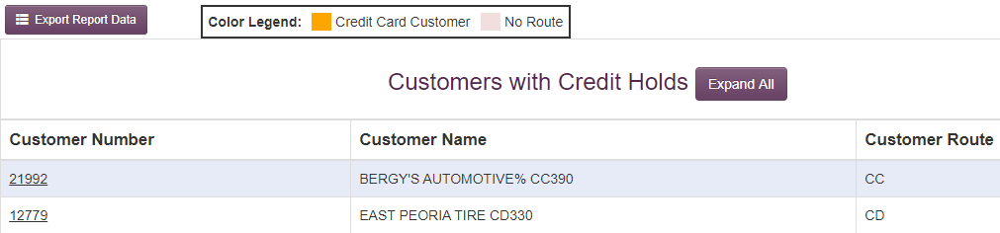 Export Report Data
Color Legend: Credit Card Customer No Route
Customers with Credit Holds Expand All
Customer Number Customer Name Customer Route
21992 BERGY'S AUTOMOTIVE% CC390 CC
12779 EAST PEORIA TIRE CD330 CD